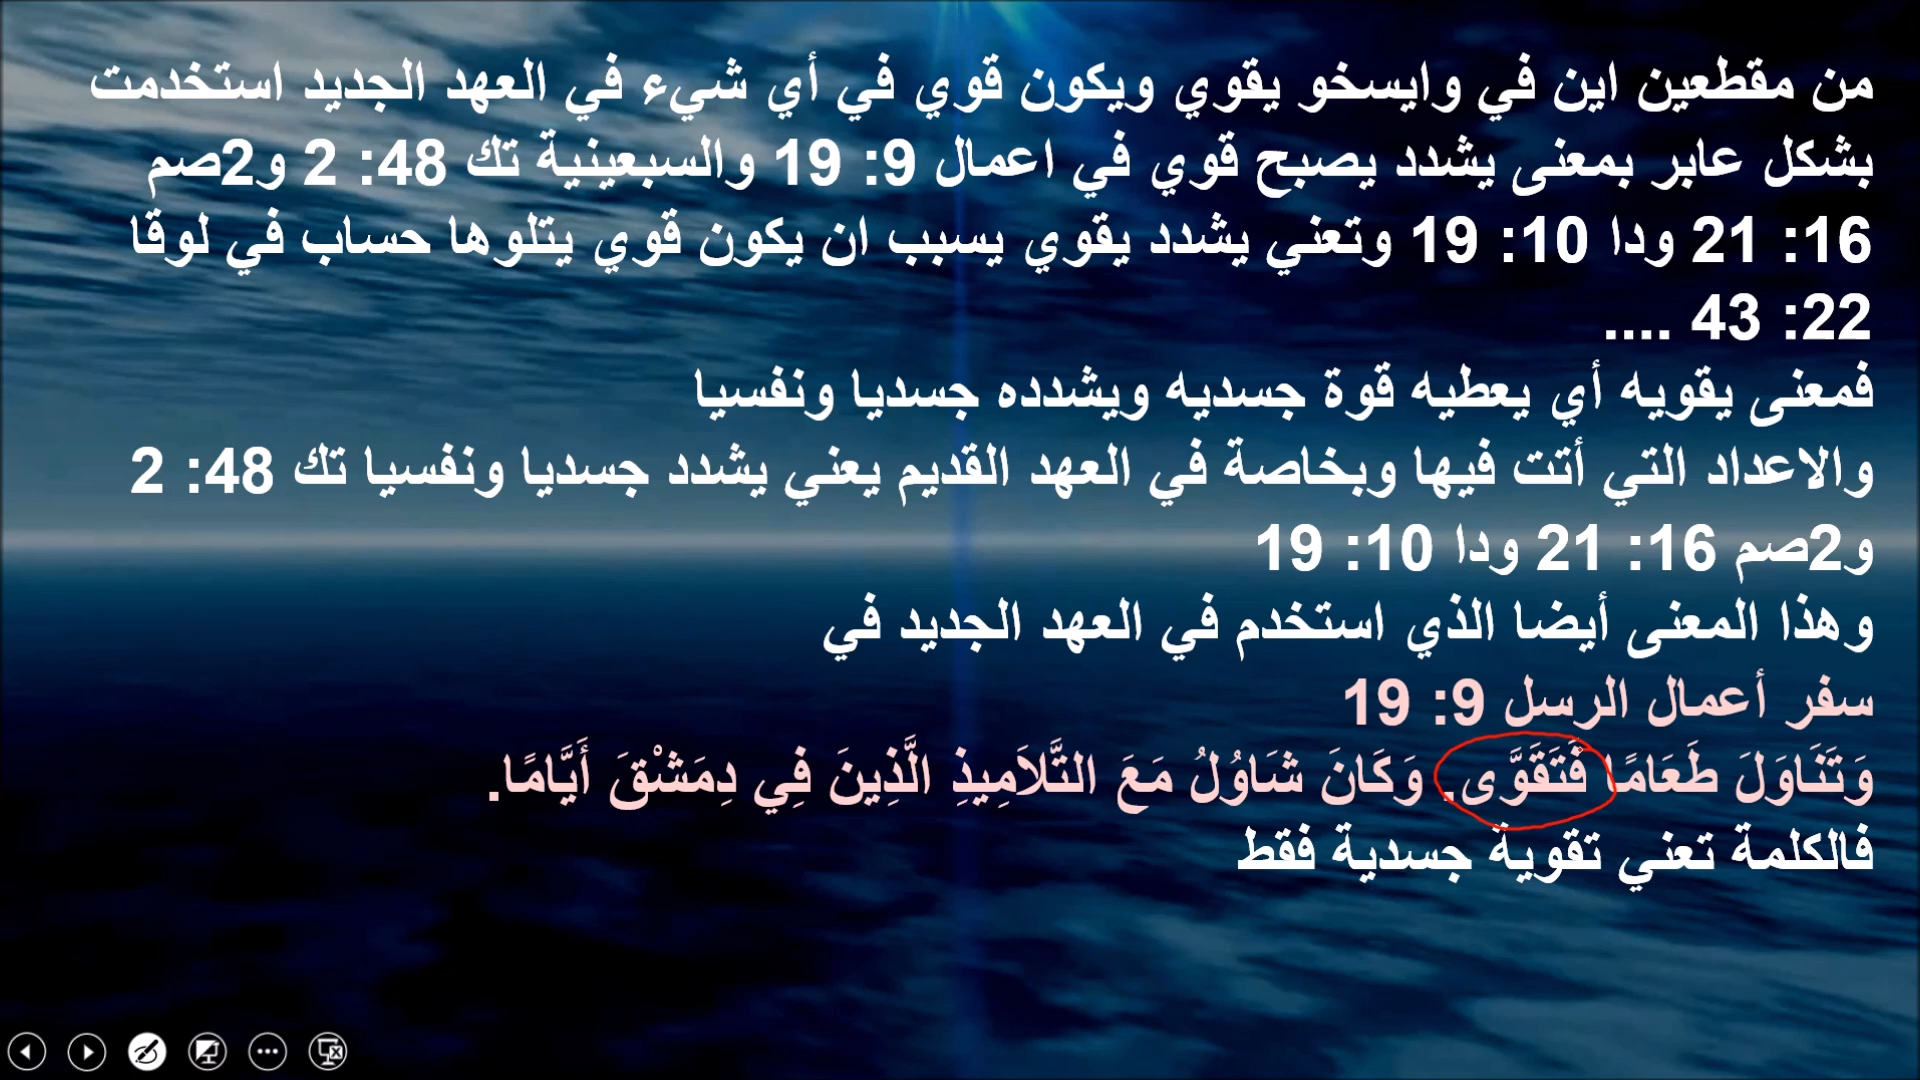 من مقطعين اين في وايسخو يقوي ويكون قوي في أي شيء في العهد الجديد استخدمت
بشكل عابر بمعنى يشدد يصبح قوي في اعمال 9: 19 والسبعينية تك 48: 2 و2صم
16: 21 ودا 10: 19 وتعني يشدد يقوي يسبب ان يكون قوي يتلوها حساب في لوقا
22: 43 ....
فمعنى يقويه أي يعطيه قوة جسديه ويشدده جسديا ونفسيا
والاعداد التي أتت فيها وبخاصة في العهد القديم يعني يشدد جسديا ونفسيا تك 48: 2
و2صم 16: 21 ودا 10: 19
وهذا المعنى أيضا الذي استخدم في العهد الجديد في
سفر أعمال الرسل 9: 19
وَتَنَاوَلَ طَعَامًا فَتَقَوَّى. وَكَانَ شَاوُلُ مَعَ التَّلاَمِيذِ الَّذِينَ فِي دِمَشْقَ أَيَّامًا.
فالكلمة تعني تقوية جسدية فقط